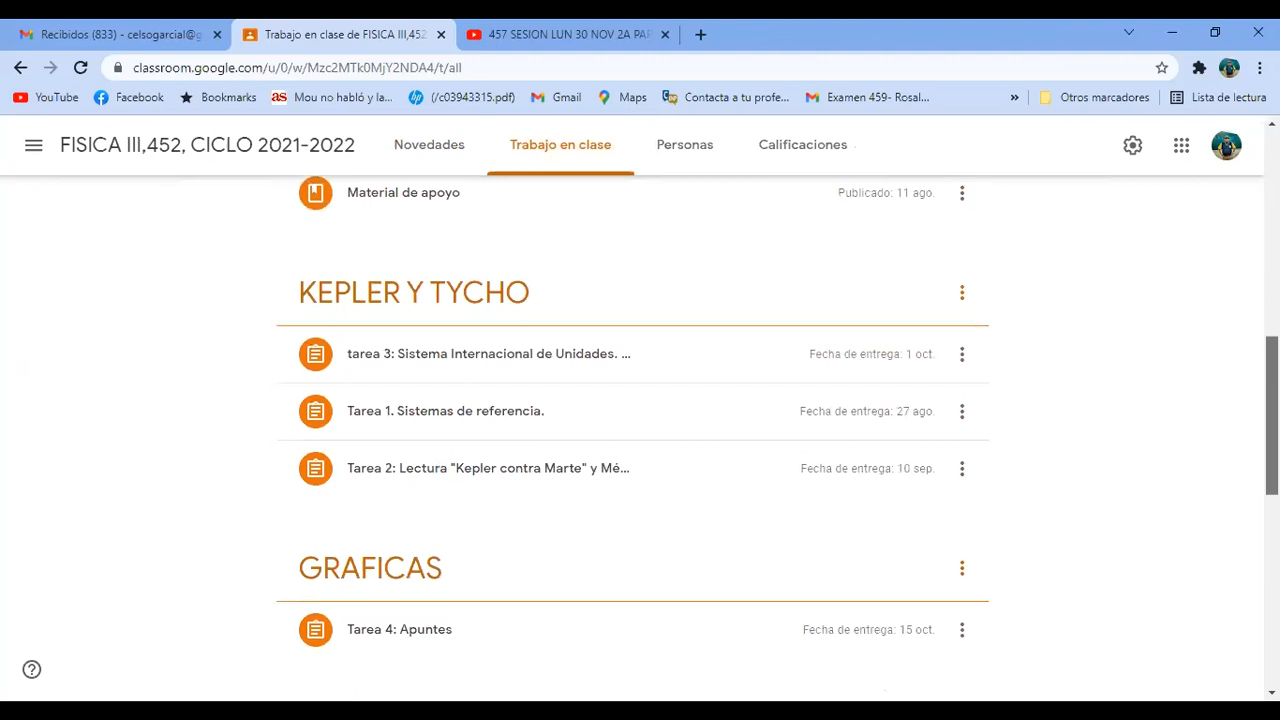 Recibidos (833) - celsogarcial@g
Trabajo en clase de FISICA III,452
457 SESION LUN 30 NOV 2A PAR
classroom.google.com/u/0/w/Mzc2MTk0MjY2NDA4/t/all
YouTube
Facebook
Bookmarks
Mou no habló y la...
(/c03943315.pdf)
Gmail
Maps
Contacta a tu profe...
Examen 459- Rosal...
»
Otros marcadores
Lista de lectura
FISICA III,452, CICLO 2021-2022
Novedades
Trabajo en clase
Personas
Calificaciones
Material de apoyo
Publicado: 11 ago.
KEPLER Y TYCHO
tarea 3: Sistema Internacional de Unidades. ...
Fecha de entrega: 1 oct.
Tarea 1. Sistemas de referencia.
Fecha de entrega: 27 ago.
Tarea 2: Lectura "Kepler contra Marte" y Mé...
Fecha de entrega: 10 sep.
GRAFICAS
Tarea 4: Apuntes
Fecha de entrega: 15 oct.